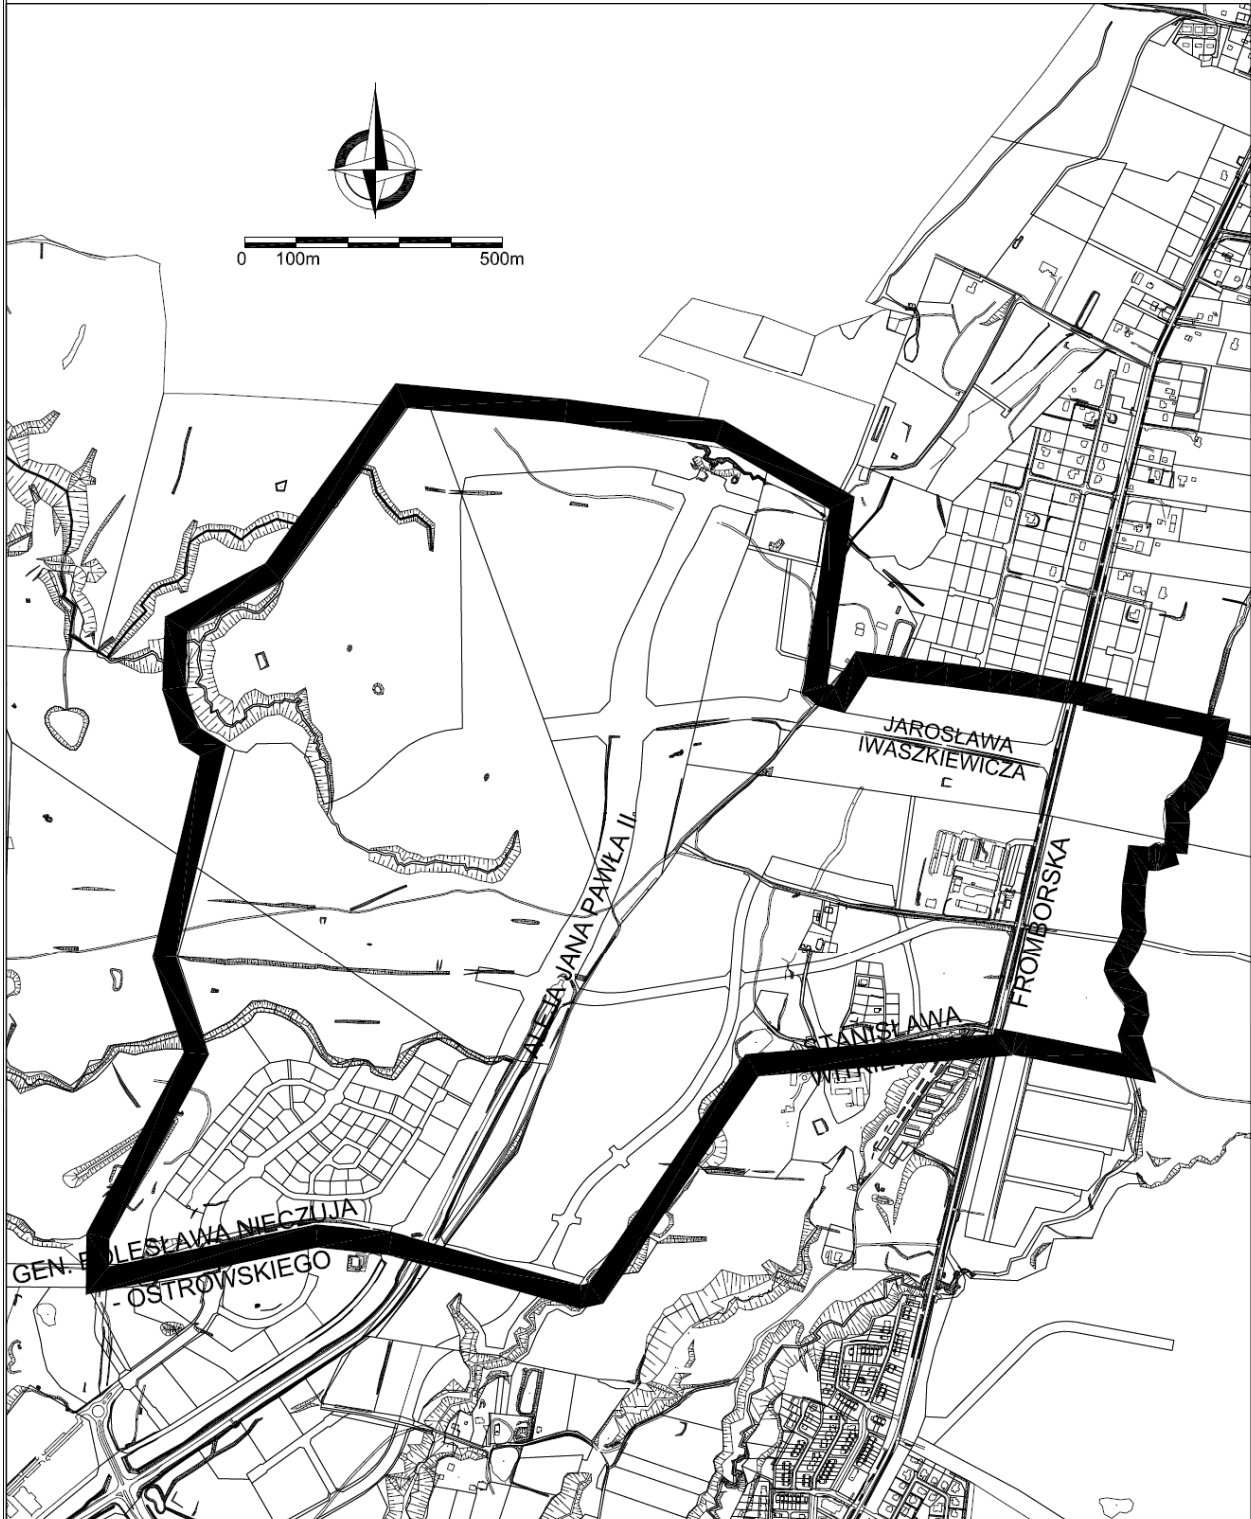 0 100m 500m
JAROSŁAWA
IWASZKIEWICZA
ALEJA JANA PAWŁA II
FROMBORSKA
STANISŁAWA
GEN. BOLESŁAWA NIECZUJA
- OSTROWSKIEGO